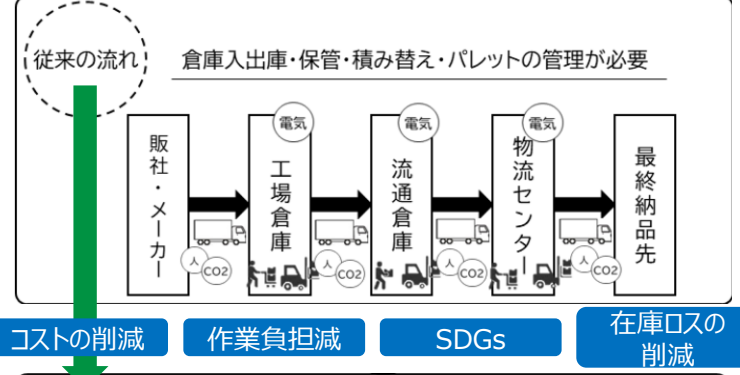 従来の流れ
倉庫入出庫・保管・積み替え・パレットの管理が必要
電気
電気
電気
販社・メーカー
工場倉庫
流通倉庫
物流センター
最終納品先
人
CO2
人
CO2
人
CO2
人
CO2
コストの削減
作業負担減
SDGs
在庫ロスの
削減